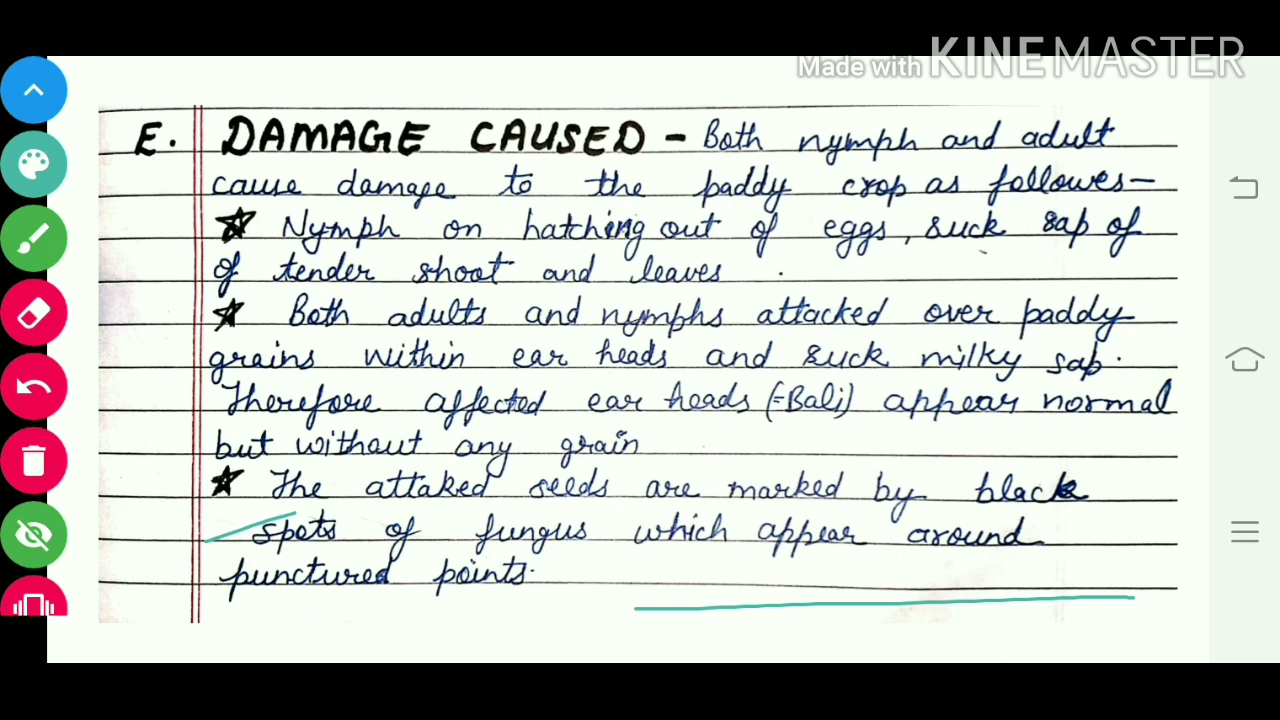 Made with KINEMASTER
E. DAMAGE CAUSED - Both nymph and adult
cause damage to the paddy crop as followes-
☆ Nymph on hatching out of eggs, suck sap of
of tender shoot and leaves
☆ Both adults and nymphs attacked over paddy
grains within ear heads and suck milky sap.
Therefore affected ear heads (=Bali) appear normal
but without any grain
☆ The attaked seeds are marked by black
spots of fungus which appear around
punctured points.